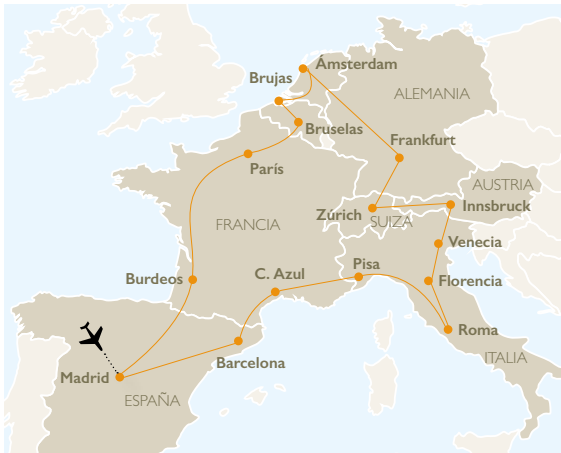 Ámsterdam
Brujas
ALEMANIA
Bruselas
Frankfurt
París
AUSTRIA
Innsbruck
Zúrich
SUIZA
FRANCIA
Venecia
Pisa
C. Azul
Burdeos
Florencia
Roma
Barcelona
ITALIA
Madrid
ESPAÑA